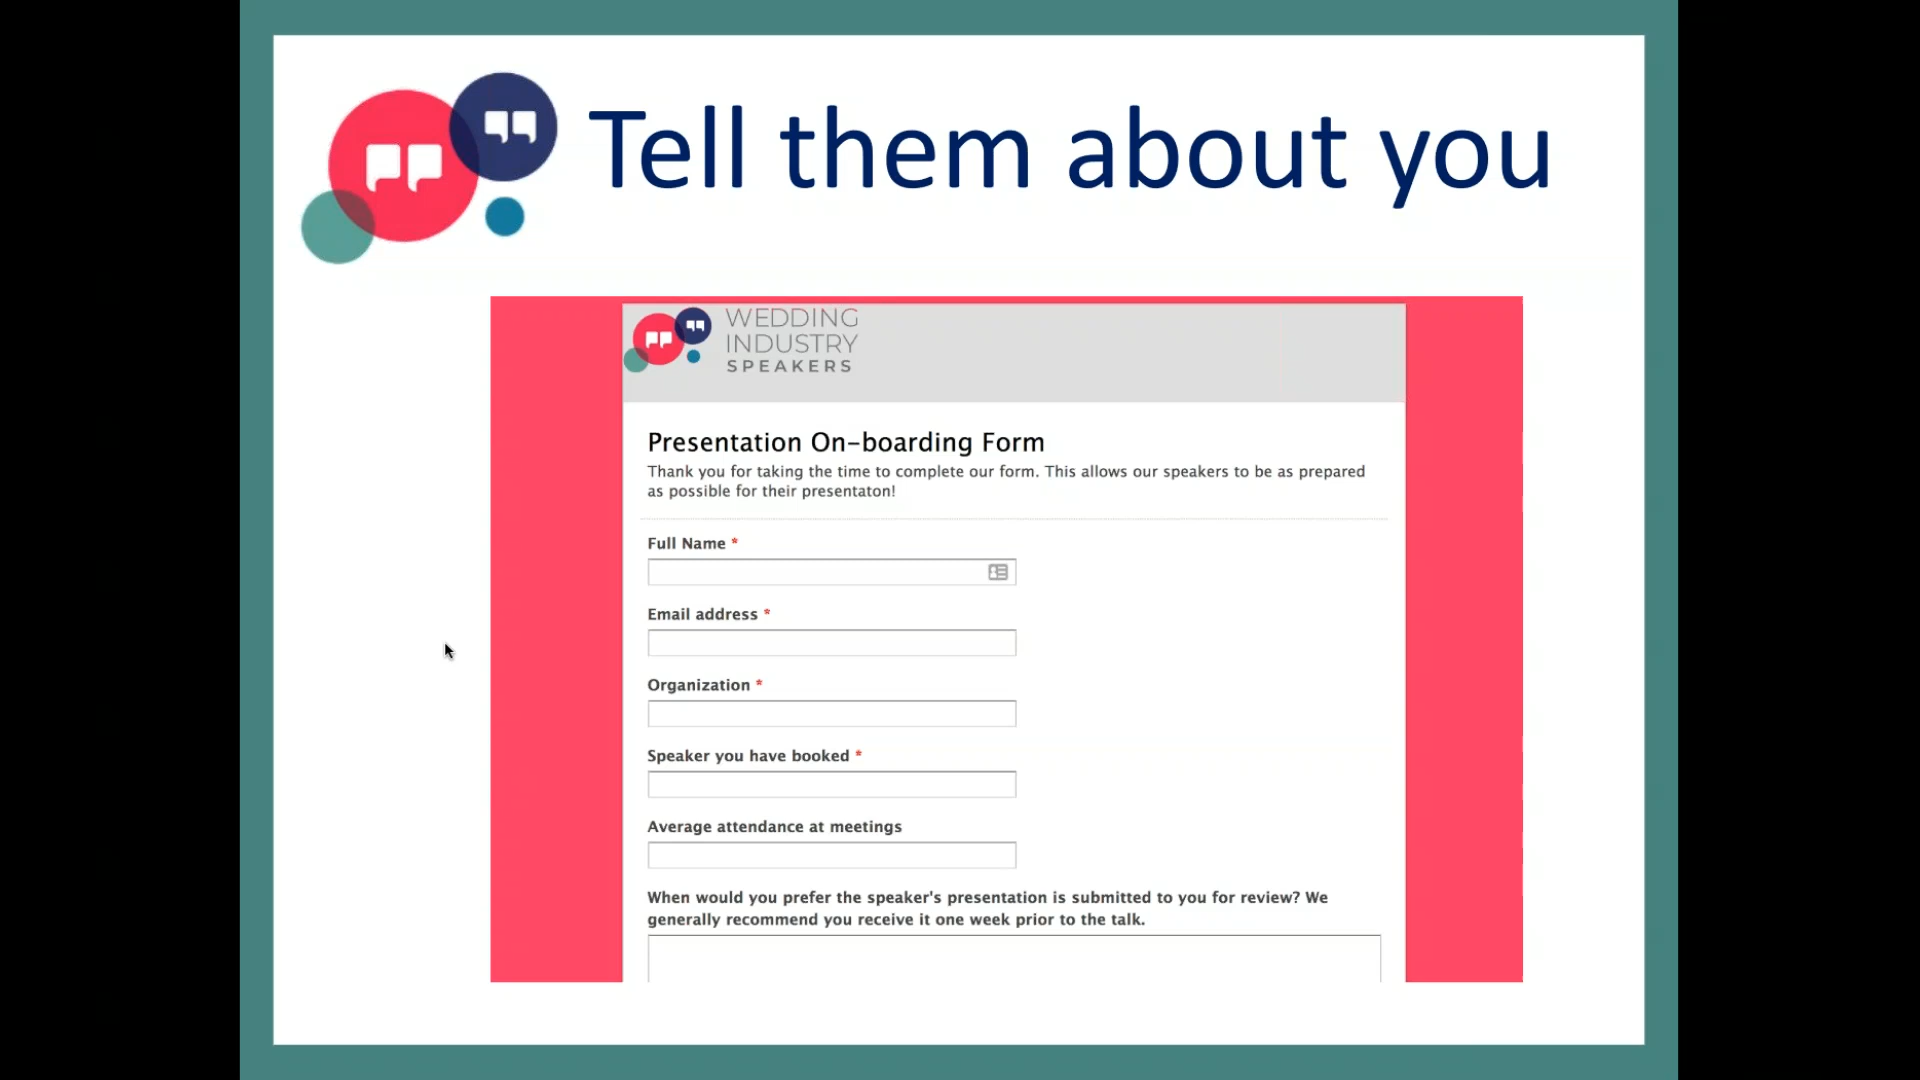 Tell them about you
WEDDING
INDUSTRY
SPEAKERS
Presentation On-boarding Form
Thank you for taking the time to complete our form. This allows our speakers to be as prepared
as possible for their presentaton!
Full Name *
Email address *
Organization *
Speaker you have booked *
Average attendance at meetings
When would you prefer the speaker's presentation is submitted to you for review? We
generally recommend you receive it one week prior to the talk.